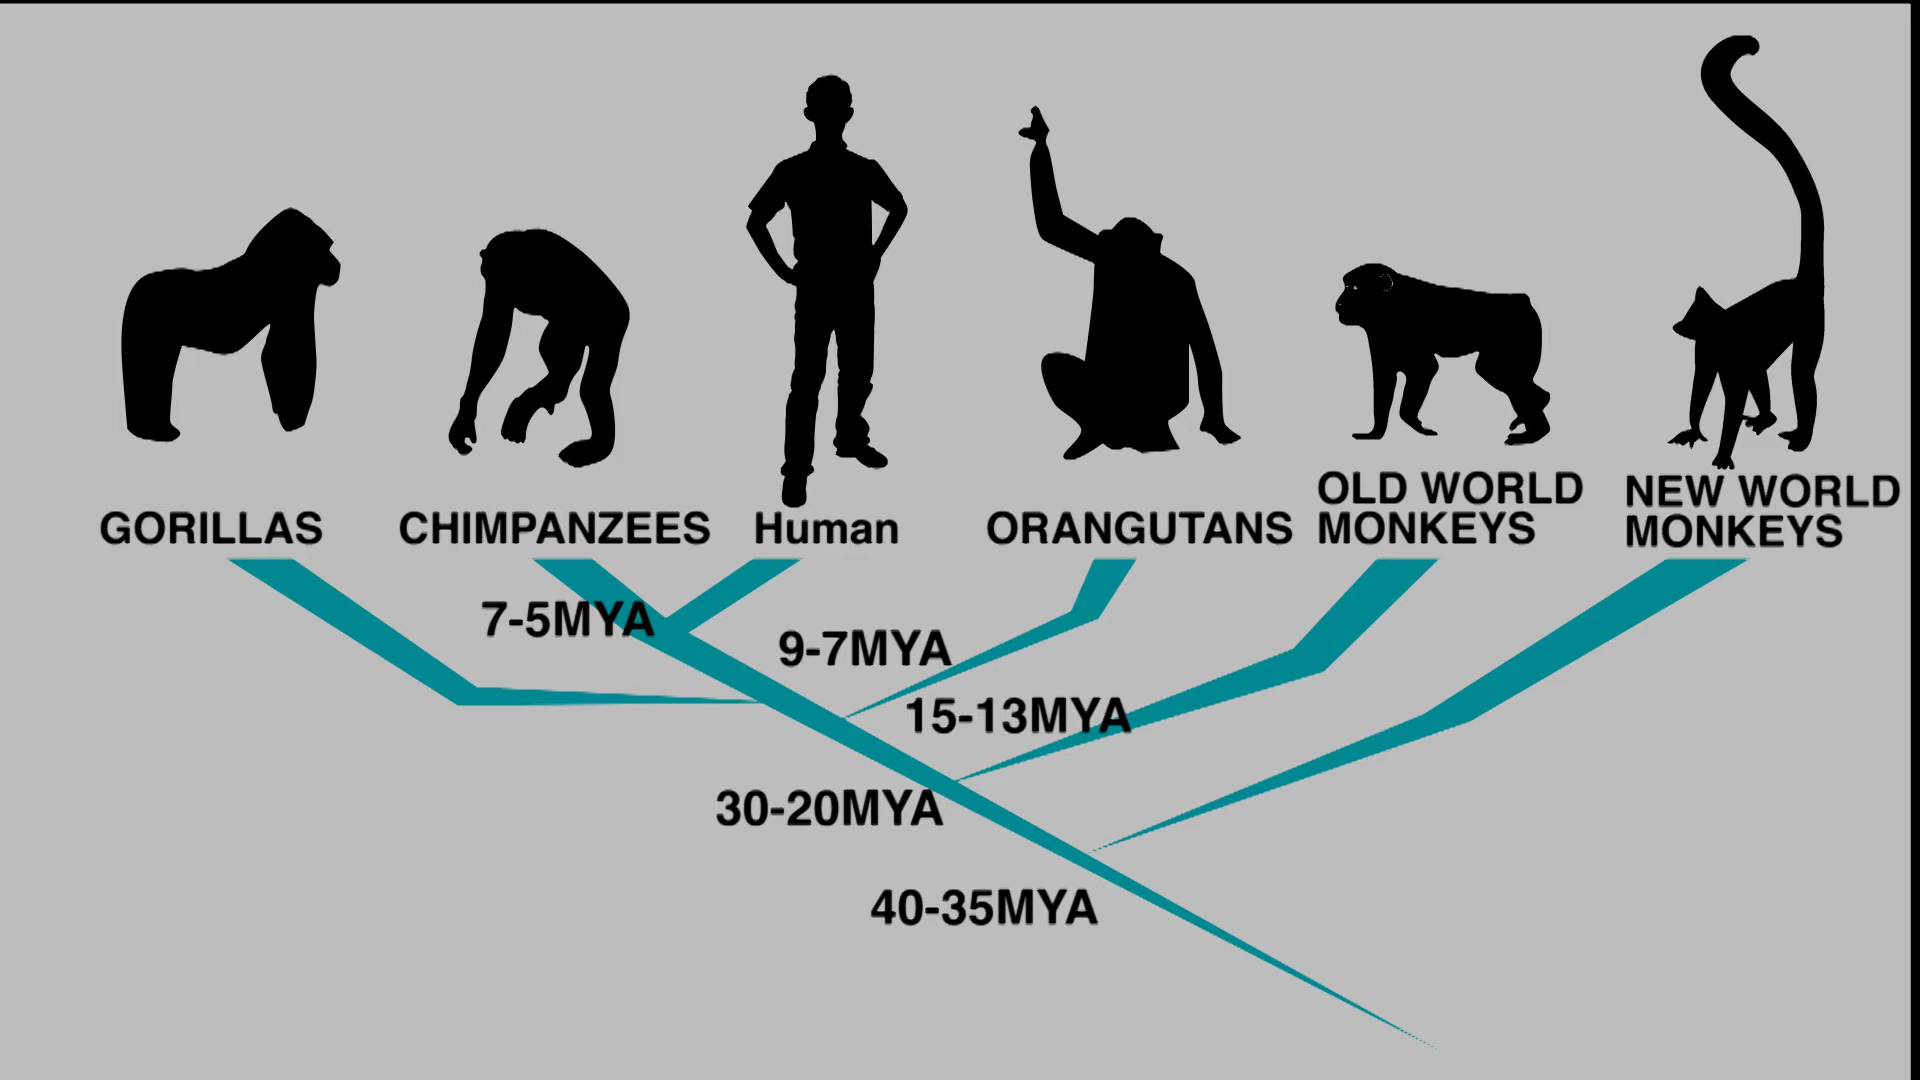 GORILLAS
CHIMPANZEES
Human
ORANGUTANS
OLD WORLD
MONKEYS
NEW WORLD
MONKEYS
7-5MYA
9-7MYA
15-13MYA
30-20MYA
40-35MYA